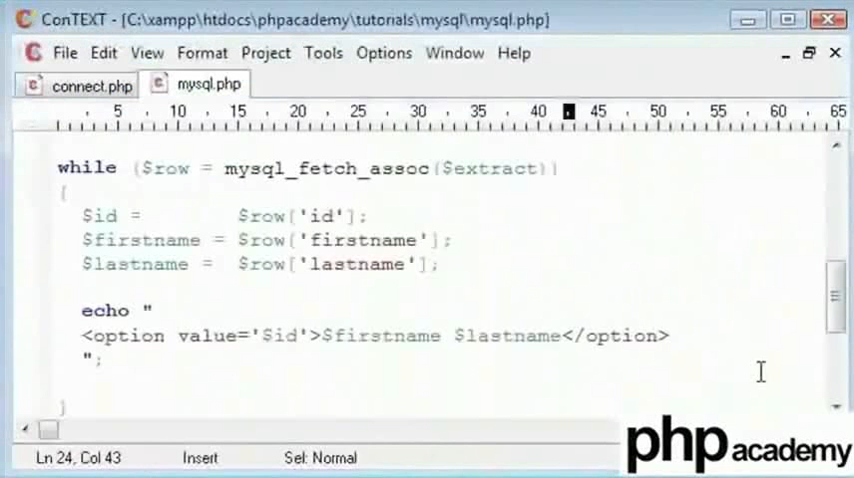 ConTEXT - [C:\xampp\htdocs\phpacademy\tutorials\mysql\mysql.php]
File Edit View Format Project Tools Options Window Help
connect.php mysql.php
5 10 15 20 25 30 35 40 45 50 55 60 65
while ($row = mysql_fetch_assoc($extract))
{
$id = $row['id'];
$firstname = $row['firstname'];
$lastname = $row['lastname'];
echo "
<option value='$id'>$firstname $lastname</option>
";
}
Ln 24, Col 43 Insert Sel: Normal
php academy